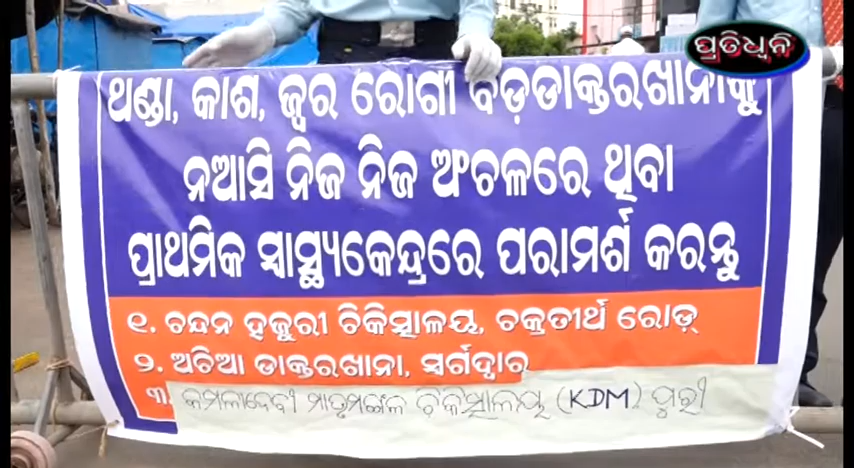 ପ୍ରତିଧ୍ୱନି
ଥଣ୍ଡା, କାଶ, ଜ୍ୱର ରୋଗୀ ବଡ଼ଡାକ୍ତରଖାନାକୁ
ନଆସି ନିଜ ନିଜ ଅଂଚଳରେ ଥିବା
ପ୍ରାଥମିକ ସ୍ୱାସ୍ଥ୍ୟକେନ୍ଦ୍ରରେ ପରାମର୍ଶ କରନ୍ତୁ
୧. ଚନ୍ଦନ ହଜୁରୀ ଚିକିତ୍ସାଳୟ, ଚକ୍ରତୀର୍ଥ ରୋଡ଼୍
୨. ଅଚିଆ ଡାକ୍ତରଖାନା, ସ୍ୱର୍ଗଦ୍ୱାର
୩. କମଳାଦେବୀ ମାତୃମଙ୍ଗଳ ଚିକିତ୍ସାଳୟ (KDM) ପୁରୀ